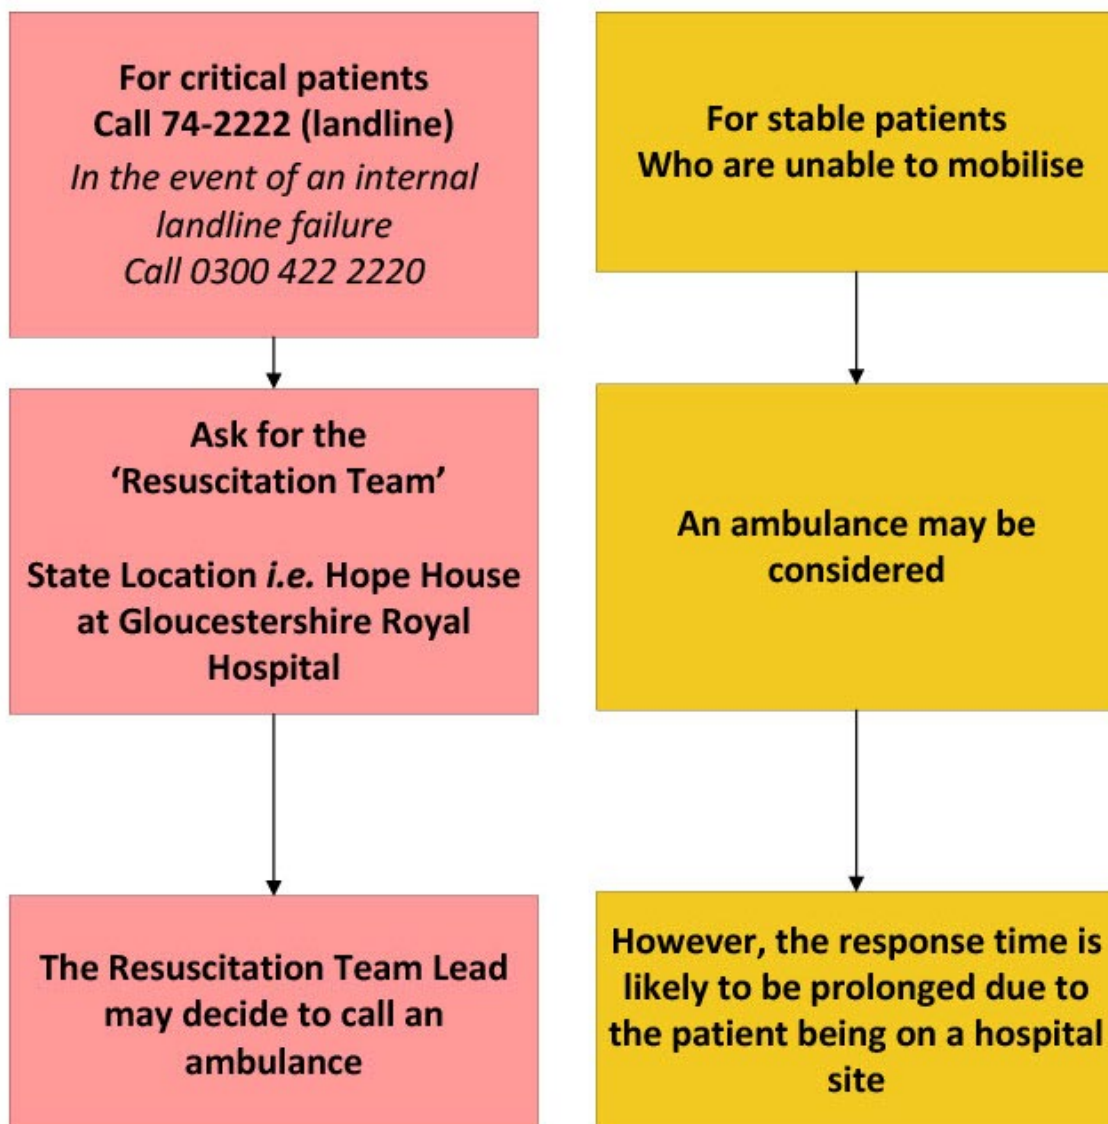 For critical patients
Call 74-2222 (landline)
In the event of an internal
landline failure
Call 0300 422 2220
Ask for the
‘Resuscitation Team’
State Location i.e. Hope House
at Gloucestershire Royal
Hospital
The Resuscitation Team Lead
may decide to call an
ambulance
For stable patients
Who are unable to mobilise
An ambulance may be
considered
However, the response time is
likely to be prolonged due to
the patient being on a hospital
site